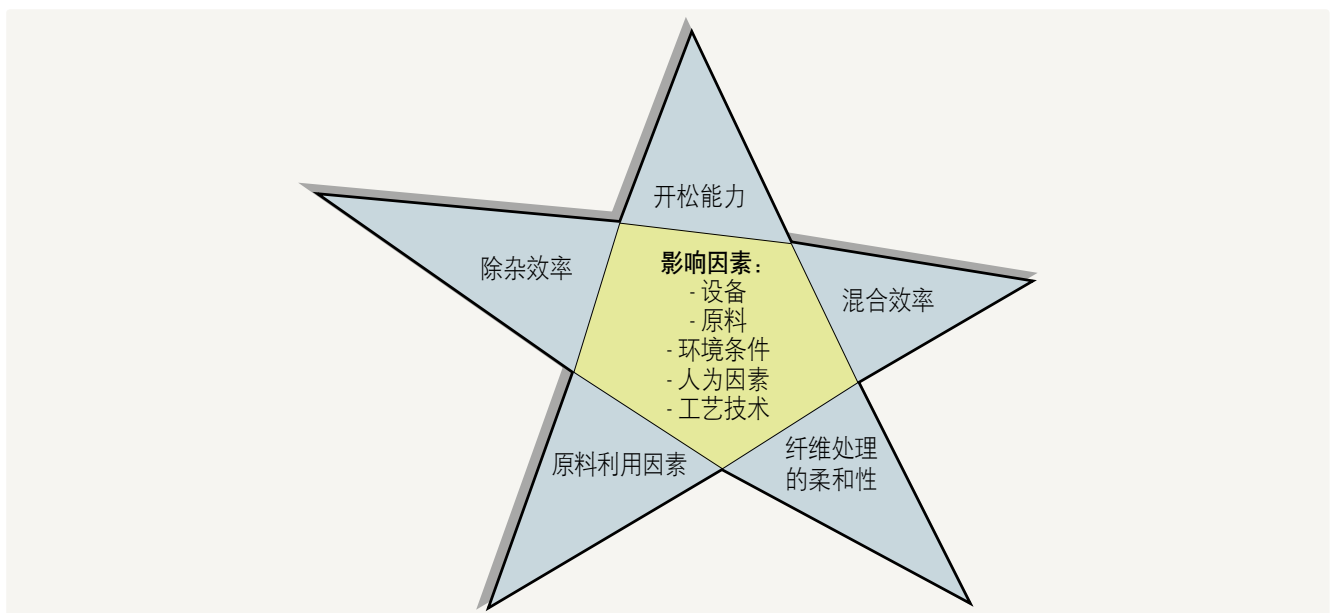 开松能力
除杂效率
影响因素：
- 设备
- 原料
- 环境条件
- 人为因素
- 工艺技术
混合效率
原料利用因素
纤维处理
的柔和性